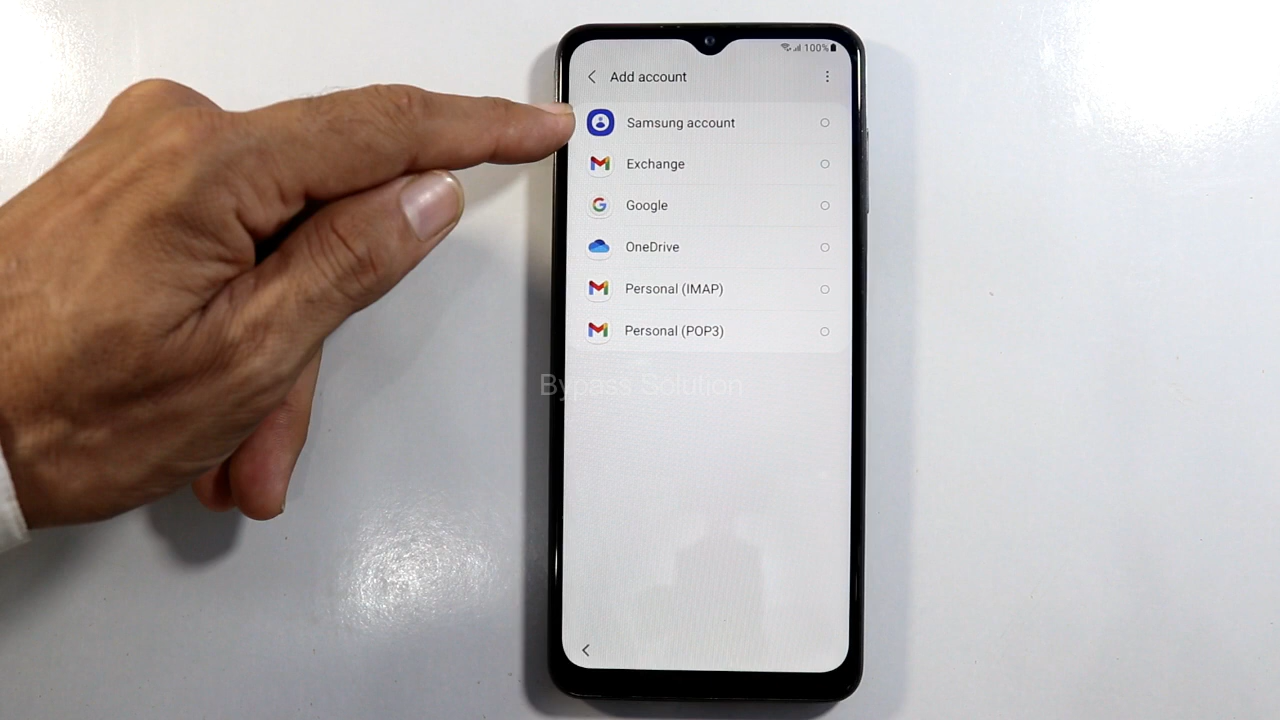 100%
Add account
Samsung account
Exchange
Google
OneDrive
Personal (IMAP)
Personal (POP3)
Bypass Solution